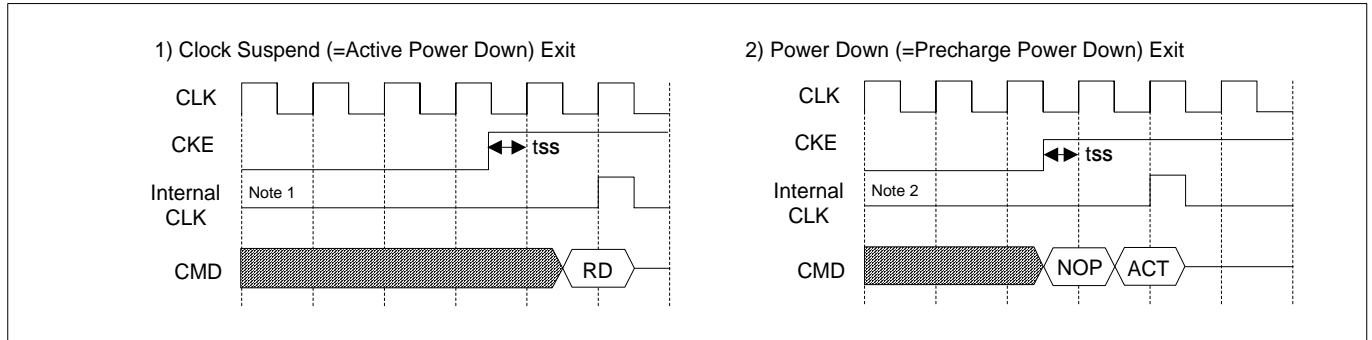 1) Clock Suspend (=Active Power Down) Exit
CLK
CKE
tss
Internal
CLK
Note 1
CMD
RD
2) Power Down (=Precharge Power Down) Exit
CLK
CKE
tss
Internal
CLK
Note 2
CMD
NOP
ACT